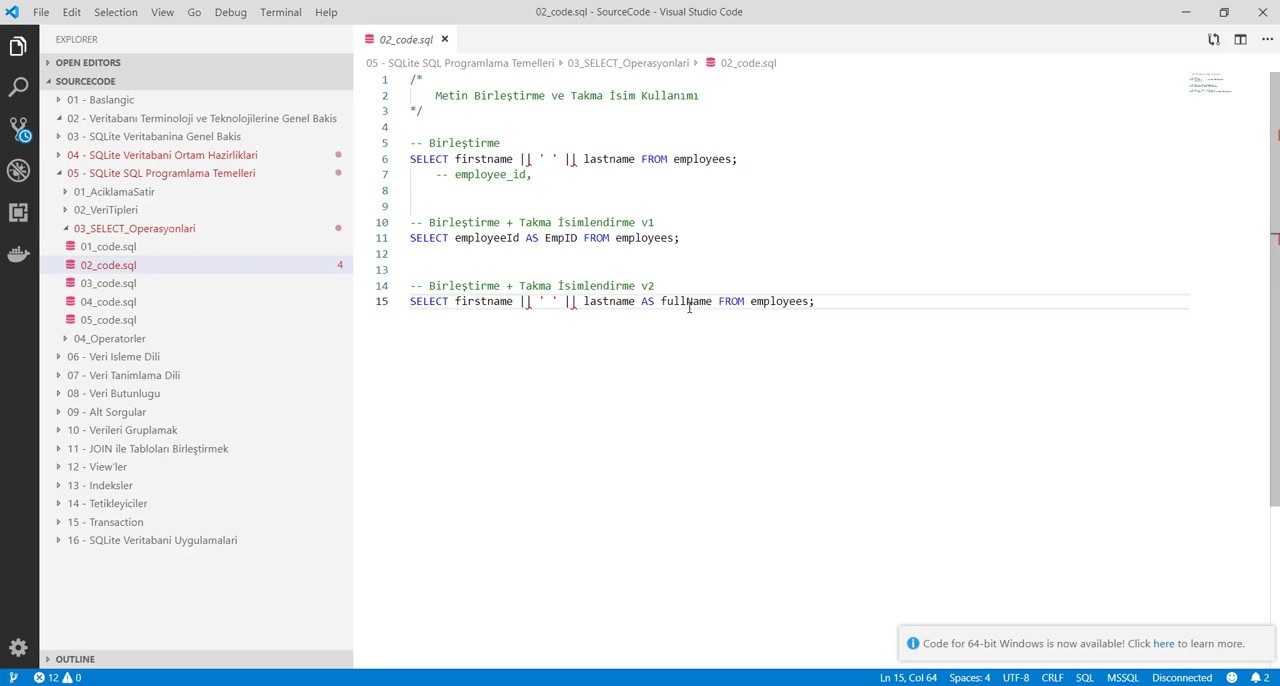 File Edit Selection View Go Debug Terminal Help
02_code.sql - SourceCode - Visual Studio Code
EXPLORER
OPEN EDITORS
SOURCECODE
01 - Baslangic
02 - Veritabanı Terminoloji ve Teknolojilerine Genel Bakis
03 - SQLite Veritabanina Genel Bakis
04 - SQLite Veritabani Ortam Hazirliklari
05 - SQLite SQL Programlama Temelleri
01_AciklamaSatir
02_VeriTipleri
03_SELECT_Operasyonlari
01_code.sql
02_code.sql 4
03_code.sql
04_code.sql
05_code.sql
04_Operatorler
06 - Veri Isleme Dili
07 - Veri Tanimlama Dili
08 - Veri Butunlugu
09 - Alt Sorgular
10 - Verileri Gruplamak
11 - JOIN ile Tabloları Birleştirmek
12 - View'ler
13 - Indeksler
14 - Tetikleyiciler
15 - Transaction
16 - SQLite Veritabani Uygulamalari
OUTLINE
02_code.sql
05 - SQLite SQL Programlama Temelleri 03_SELECT_Operasyonlari 02_code.sql
1 /*
2 Metin Birleştirme ve Takma İsim Kullanımı
3 */
4
5 -- Birleştirme
6 SELECT firstname || ' ' || lastname FROM employees;
7 -- employee_id,
8
9
10 -- Birleştirme + Takma İsimlendirme v1
11 SELECT employeeId AS EmpID FROM employees;
12
13
14 -- Birleştirme + Takma İsimlendirme v2
15 SELECT firstname || ' ' || lastname AS fullName FROM employees;
Code for 64-bit Windows is now available! Click here to learn more.
12 0
Ln 15, Col 64 Spaces: 4 UTF-8 CRLF SQL MSSQL Disconnected 2